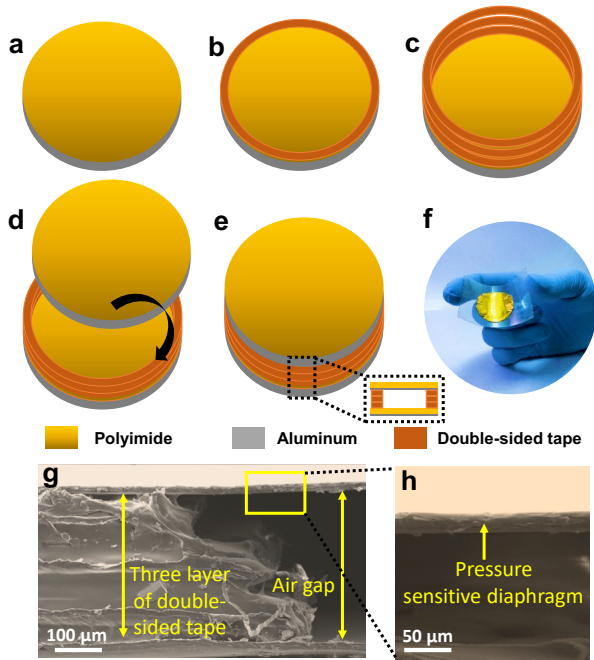 a
b
c
d
e
f
Polyimide
Aluminum
Double-sided tape
g
Three layer
of double-
sided tape
Air gap
100 µm
h
Pressure
sensitive diaphragm
50 µm